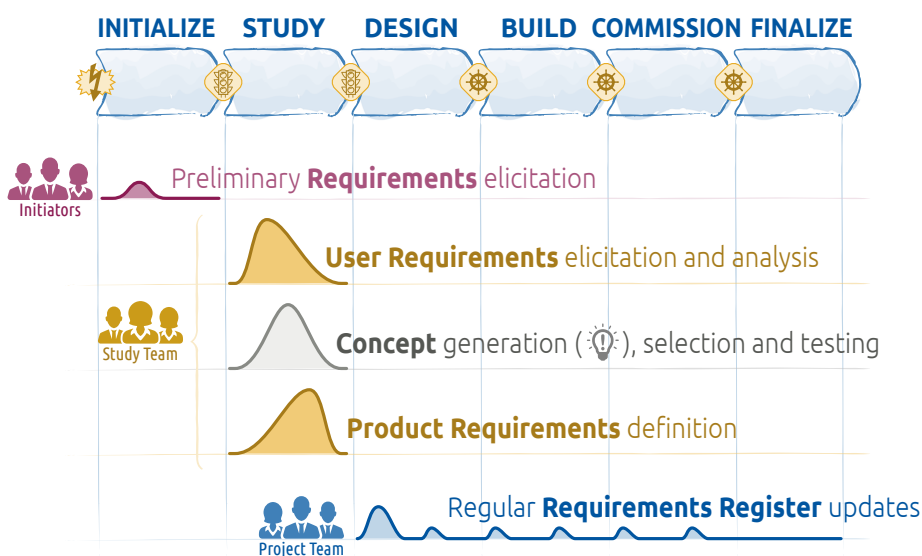 INITIALIZE STUDY DESIGN BUILD COMMISSION FINALIZE
Preliminary Requirements elicitation
Initiators
User Requirements elicitation and analysis
Concept generation ( ), selection and testing
Study Team
Product Requirements definition
Regular Requirements Register updates
Project Team